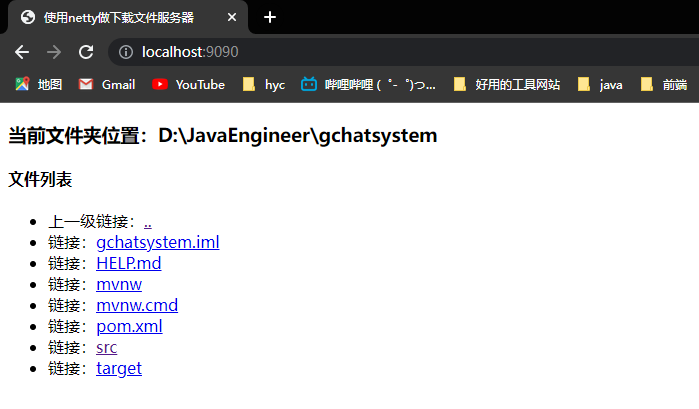 使用netty做下载文件服务器
localhost:9090
地图 Gmail YouTube hyc 哔哩哔哩 ( ゜- ゜)つ... 好用的工具网站 java 前端
当前文件夹位置：D:\JavaEngineer\gchatsystem
文件列表
上一级链接：..
链接：gchatsystem.iml
链接：HELP.md
链接：mvnw
链接：mvnw.cmd
链接：pom.xml
链接：src
链接：target